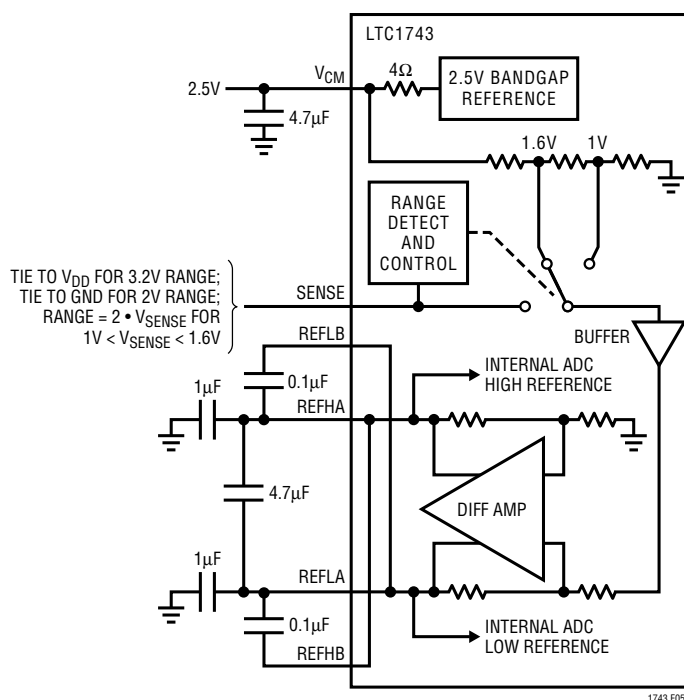 LTC1743
2.5V
VCM
4Ω
2.5V BANDGAP
REFERENCE
4.7µF
1.6V
1V
RANGE
DETECT
AND
CONTROL
TIE TO VDD FOR 3.2V RANGE;
TIE TO GND FOR 2V RANGE;
RANGE = 2 • VSENSE FOR
1V < VSENSE < 1.6V
SENSE
BUFFER
REFLB
0.1µF
INTERNAL ADC
HIGH REFERENCE
1µF
REFHA
4.7µF
DIFF AMP
1µF
REFLA
0.1µF
INTERNAL ADC
LOW REFERENCE
REFHB
1743 F05